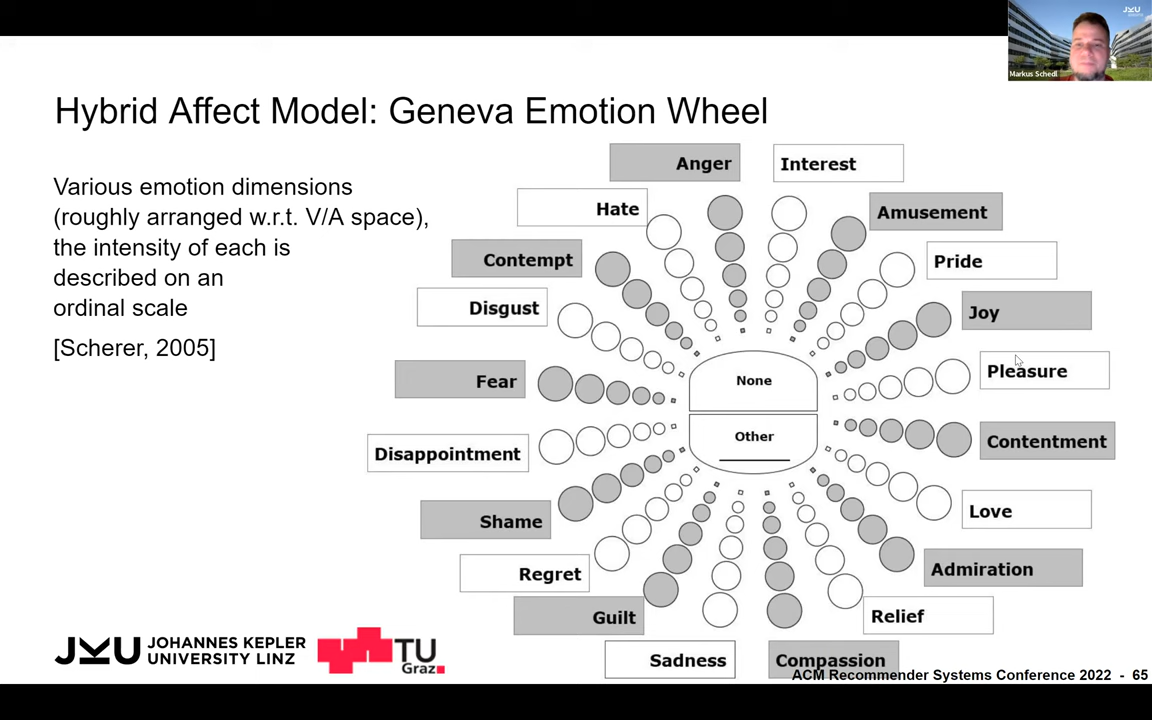 JKU
Markus Schedl
Hybrid Affect Model: Geneva Emotion Wheel
Various emotion dimensions
(roughly arranged w.r.t. V/A space),
the intensity of each is
described on an
ordinal scale
[Scherer, 2005]
Anger
Interest
Hate
Amusement
Contempt
Pride
Disgust
Joy
Fear
Pleasure
None
Other
Disappointment
Contentment
Shame
Love
Regret
Admiration
Guilt
Relief
Sadness
Compassion
JKU JOHANNES KEPLER
UNIVERSITY LINZ
TU
Graz
ACM Recommender Systems Conference 2022 - 65